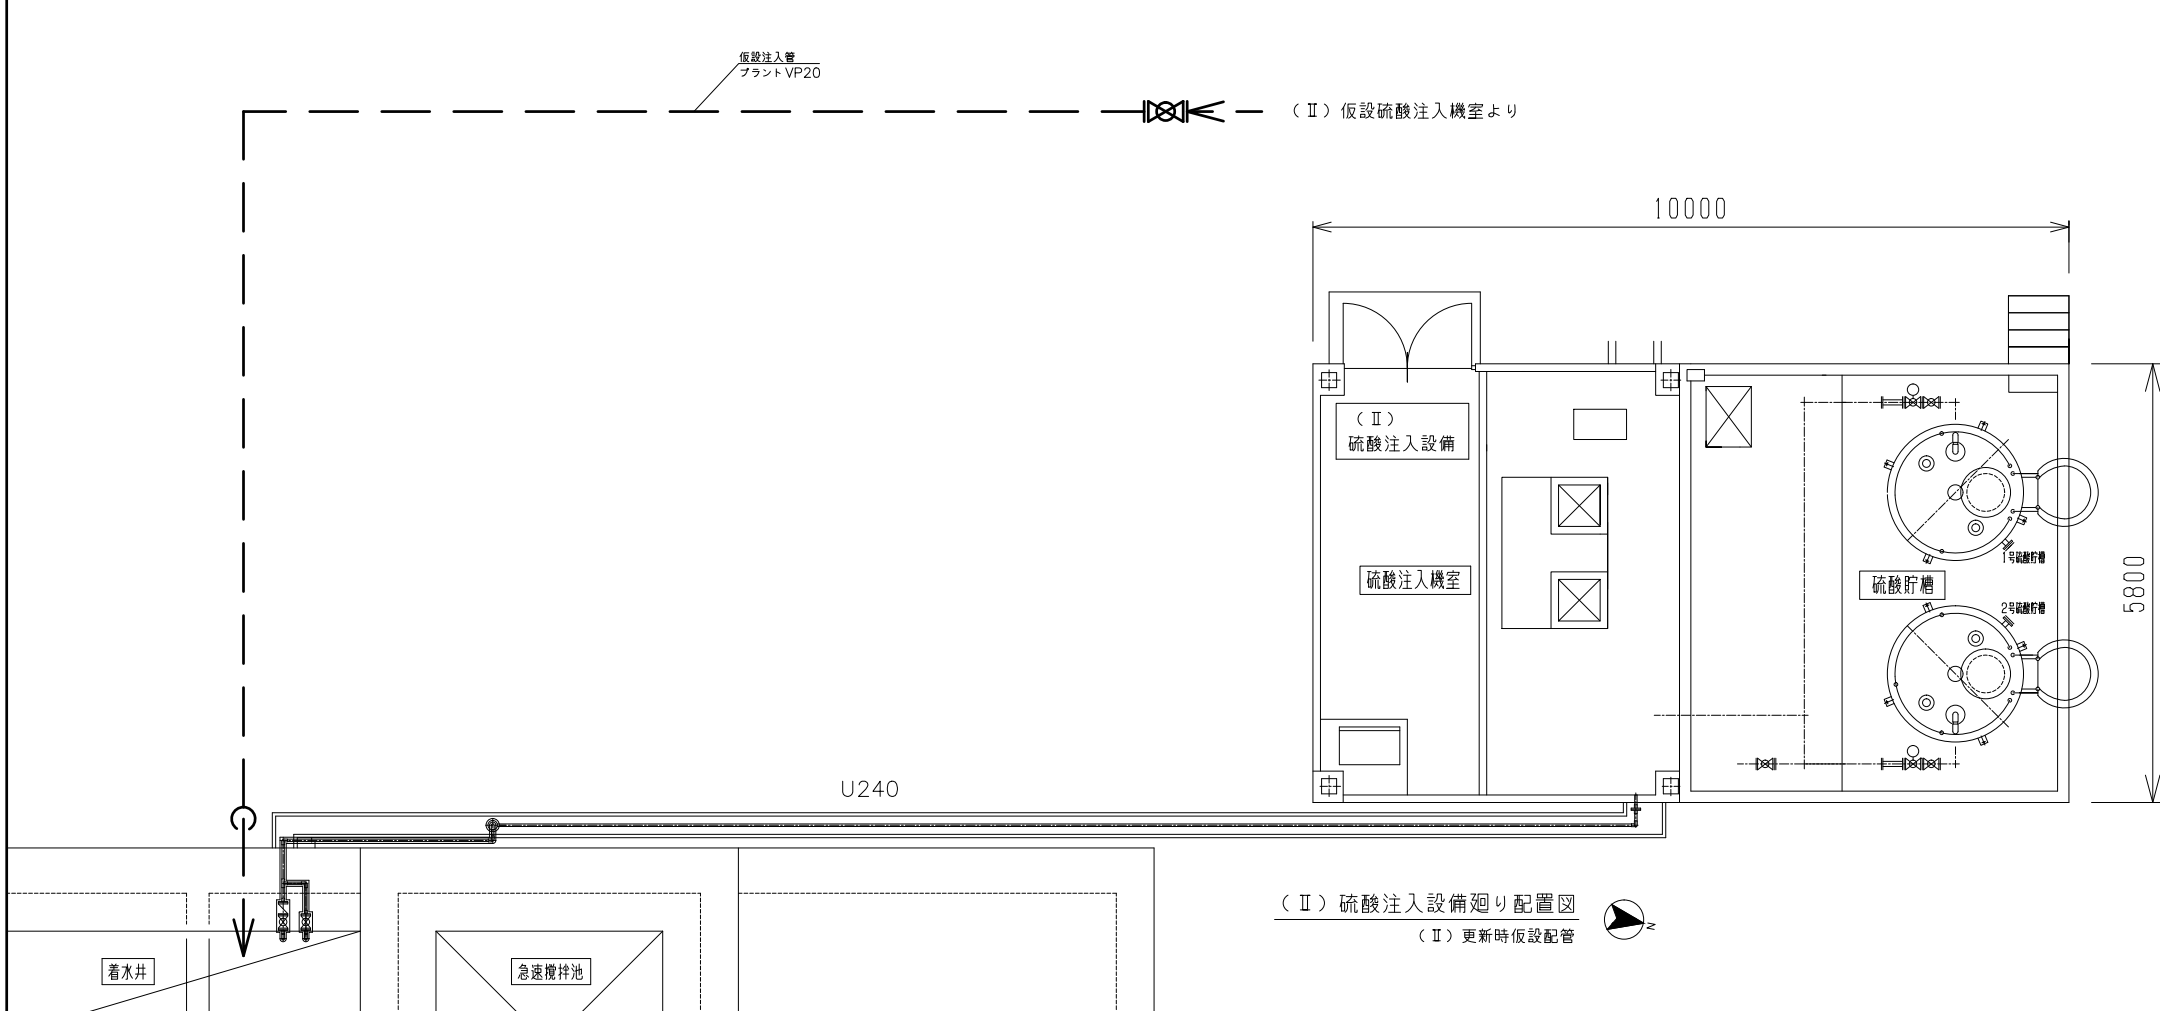 仮設注入管
プラントVP20
(Ⅱ)仮設硫酸注入機室より
10000
(Ⅱ)
硫酸注入設備
硫酸注入機室
1号硫酸貯槽
硫酸貯槽
2号硫酸貯槽
5800
U240
(Ⅱ)硫酸注入設備廻り配置図
N
(Ⅱ)更新時仮設配管
着水井
急速攪拌池